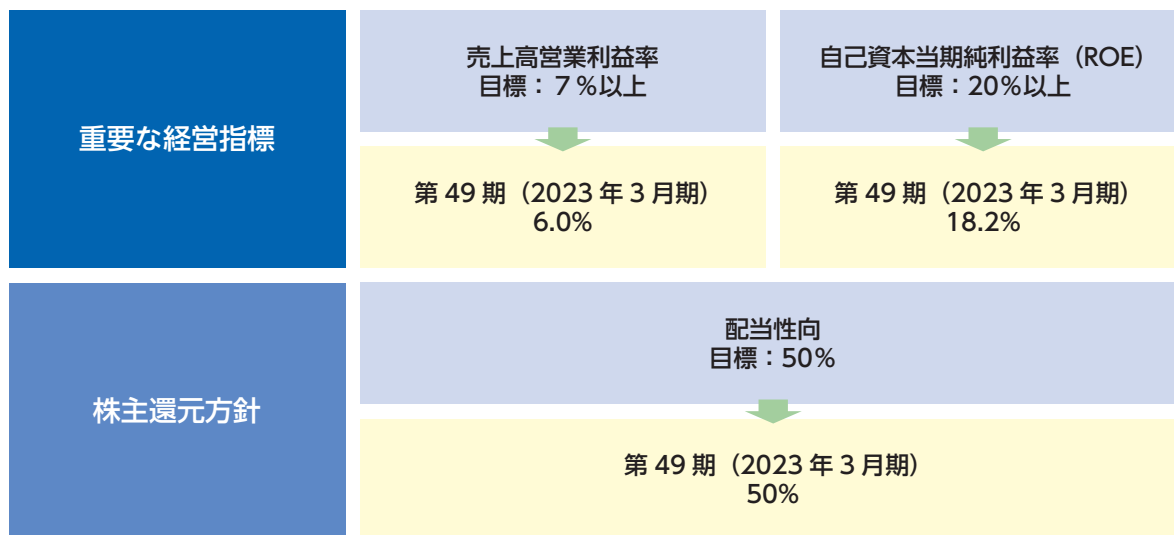 重要な経営指標
売上高営業利益率
目標：７%以上
第 49 期（2023 年 3 月期）
6.0%
自己資本当期純利益率（ROE）
目標：20%以上
第 49 期（2023 年 3 月期）
18.2%
株主還元方針
配当性向
目標：50%
第 49 期（2023 年 3 月期）
50%